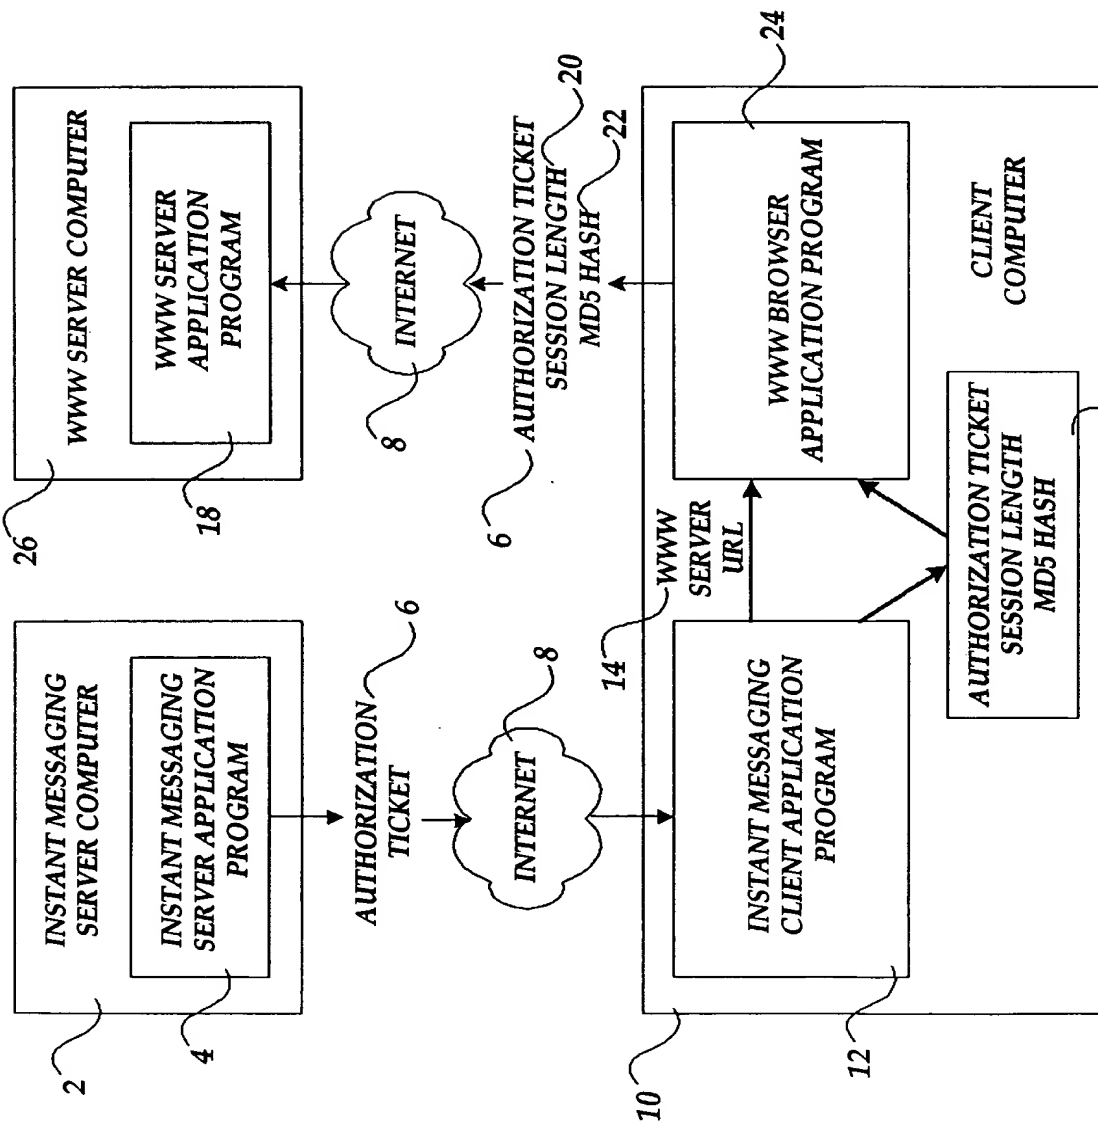 2
INSTANT MESSAGING
SERVER COMPUTER
4
INSTANT MESSAGING
SERVER APPLICATION
PROGRAM
26
WWW SERVER COMPUTER
18
WWW SERVER
APPLICATION
PROGRAM
AUTHORIZATION
TICKET
6
INTERNET
8
8
INTERNET
6
AUTHORIZATION TICKET
SESSION LENGTH
20
MD5 HASH
22
10
12
INSTANT MESSAGING
CLIENT APPLICATION
PROGRAM
14
WWW
SERVER
URL
WWW BROWSER
APPLICATION PROGRAM
24
AUTHORIZATION TICKET
SESSION LENGTH
MD5 HASH
CLIENT
COMPUTER